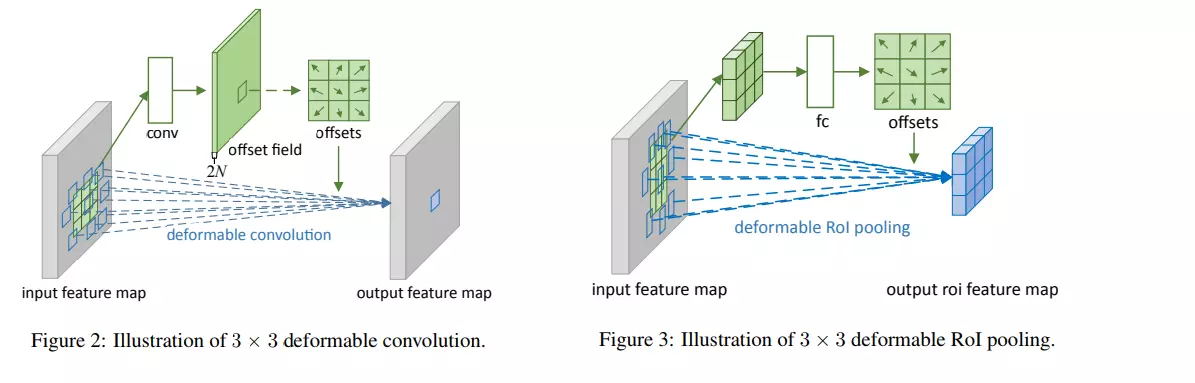 conv
offset field
2N
offsets
deformable convolution
input feature map
output feature map
Figure 2: Illustration of 3 × 3 deformable convolution.
fc
offsets
deformable RoI pooling
input feature map
output roi feature map
Figure 3: Illustration of 3 × 3 deformable RoI pooling.